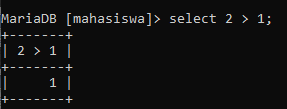 MariaDB [mahasiswa]> select 2 > 1;
+-------+
| 2 > 1 |
+-------+
|     1 |
+-------+